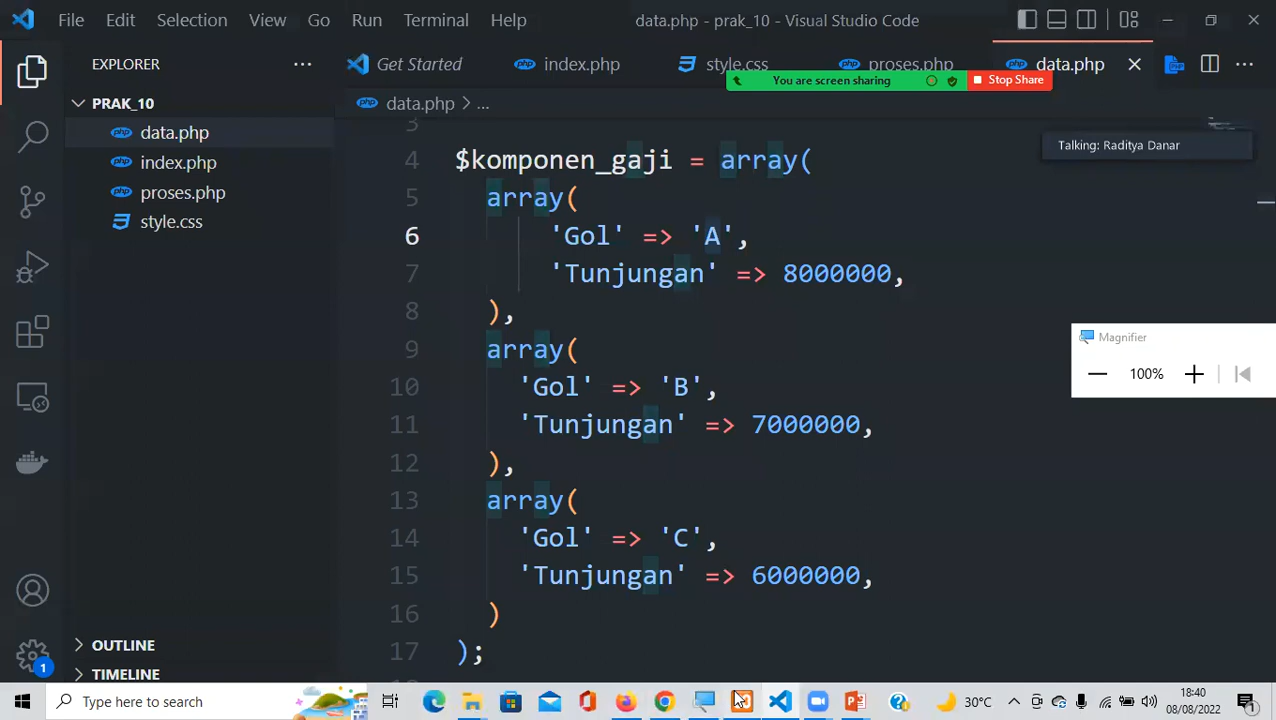 File Edit Selection View Go Run Terminal Help data.php - prak_10 - Visual Studio Code
EXPLORER
Get Started index.php style.css proses.php data.php
You are screen sharing Stop Share
PRAK_10
data.php > ...
data.php
index.php
proses.php
style.css
Talking: Raditya Danar
3
4 $komponen_gaji = array(
5 array(
6 'Gol' => 'A',
7 'Tunjungan' => 8000000,
8 ),
9 array(
10 'Gol' => 'B',
11 'Tunjungan' => 7000000,
12 ),
13 array(
14 'Gol' => 'C',
15 'Tunjungan' => 6000000,
16 )
17 );
Magnifier
100%
OUTLINE
TIMELINE
1
Type here to search
30°C
18:40
08/08/2022
1